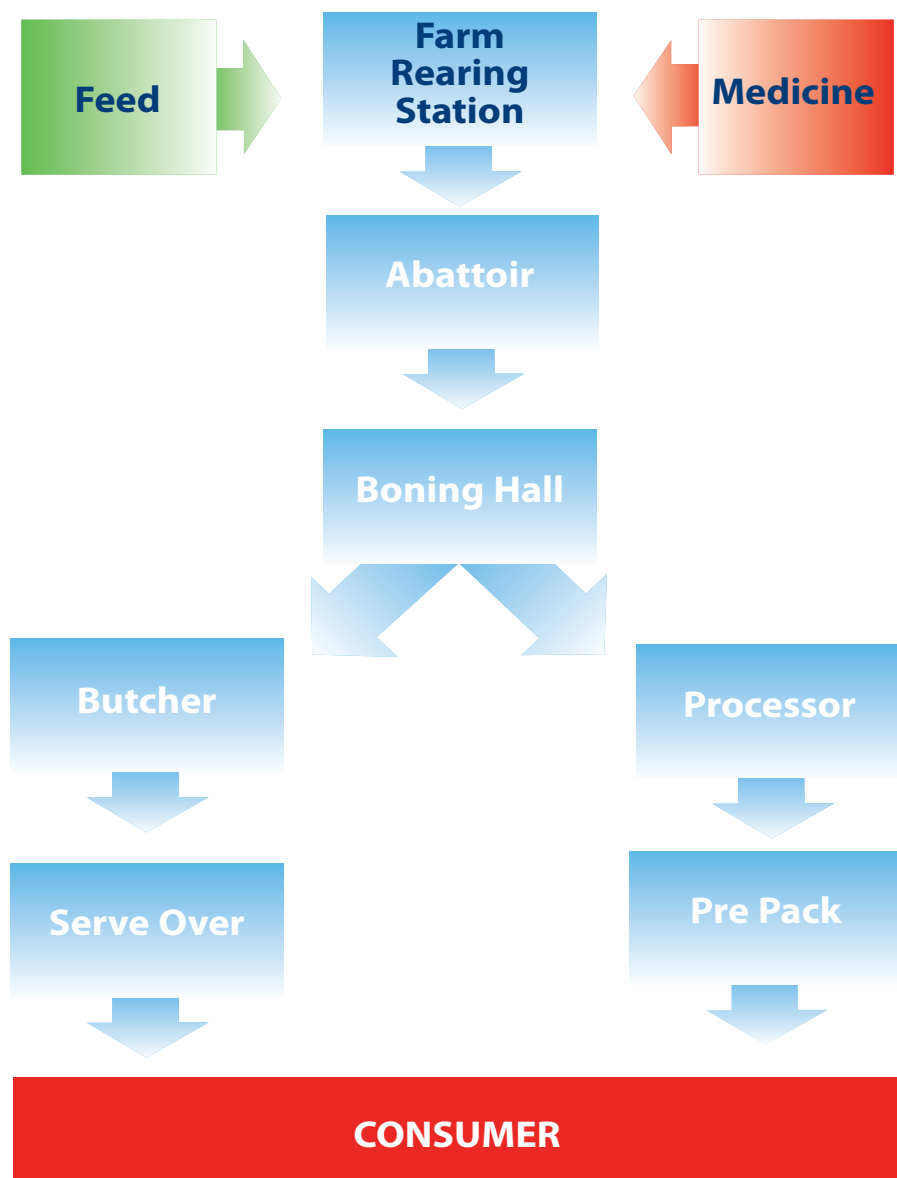 Feed
Farm
Rearing
Station
Medicine
Abattoir
Boning Hall
Butcher
Processor
Serve Over
Pre Pack
CONSUMER